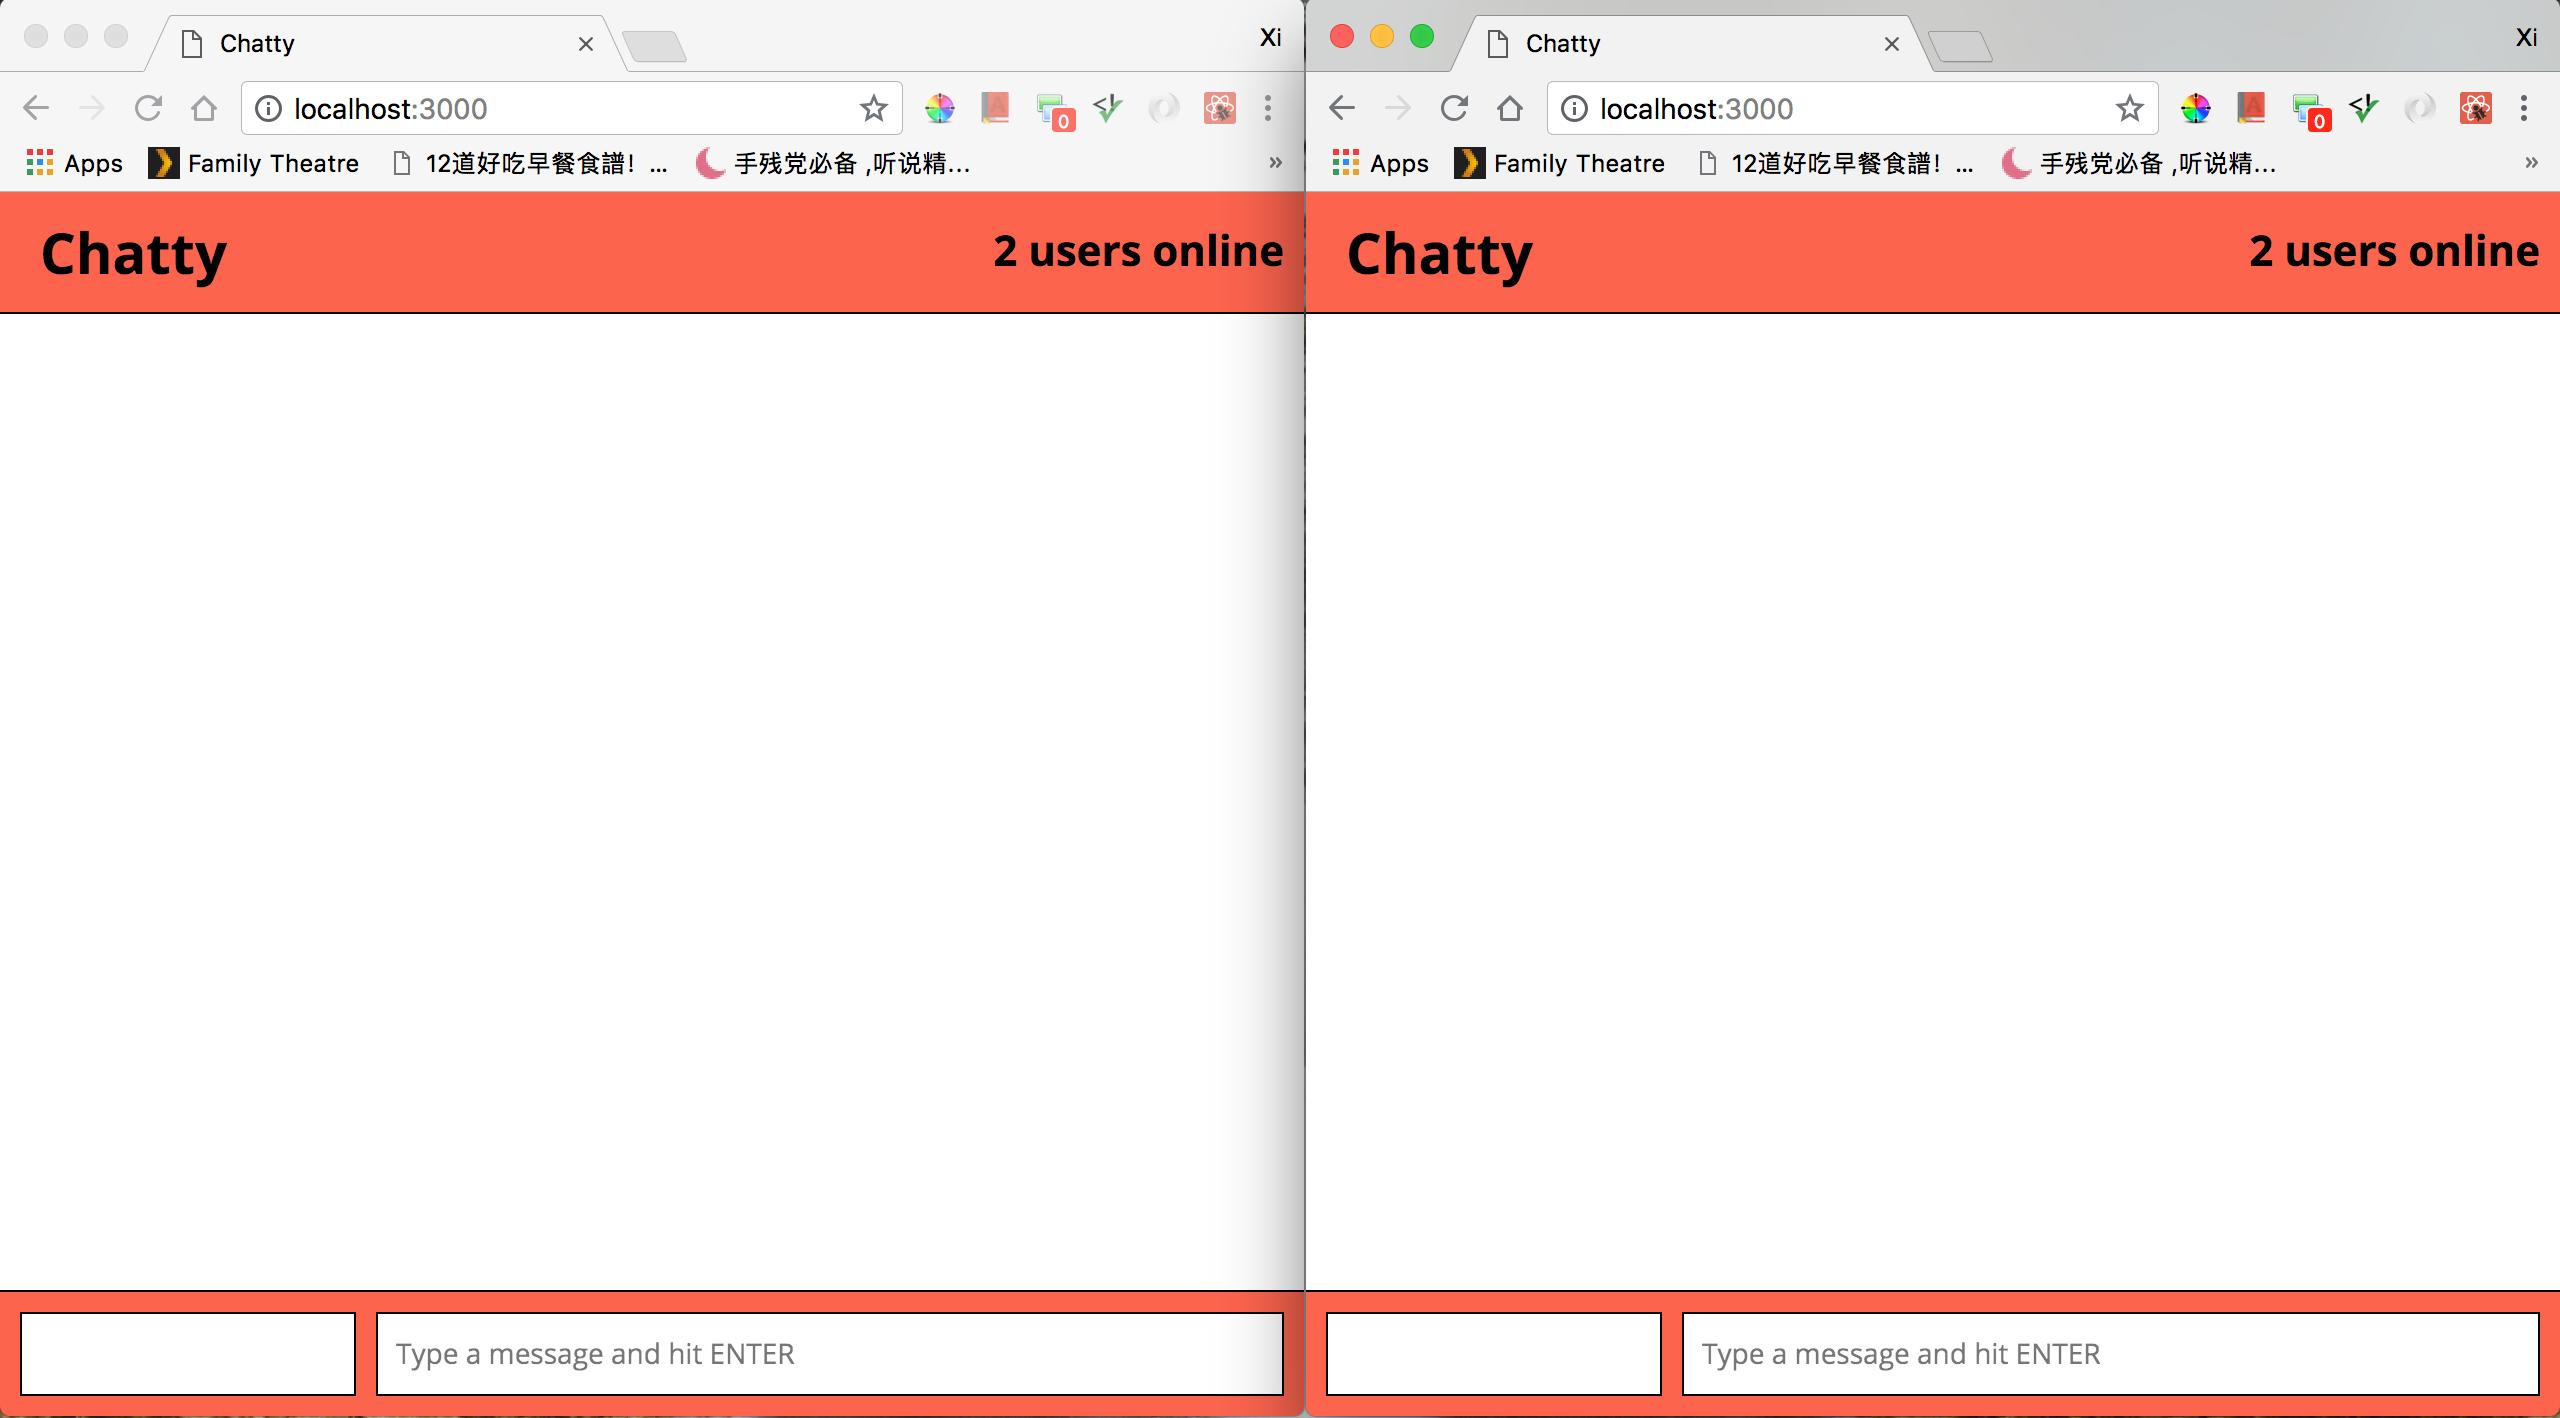 Chatty
Xi
localhost:3000
0
Apps
Family Theatre
12道好吃早餐食譜! ...
手残党必备 ,听说精...
»
Chatty
2 users online
Type a message and hit ENTER
Chatty
Xi
localhost:3000
0
Apps
Family Theatre
12道好吃早餐食譜! ...
手残党必备 ,听说精...
»
Chatty
2 users online
Type a message and hit ENTER